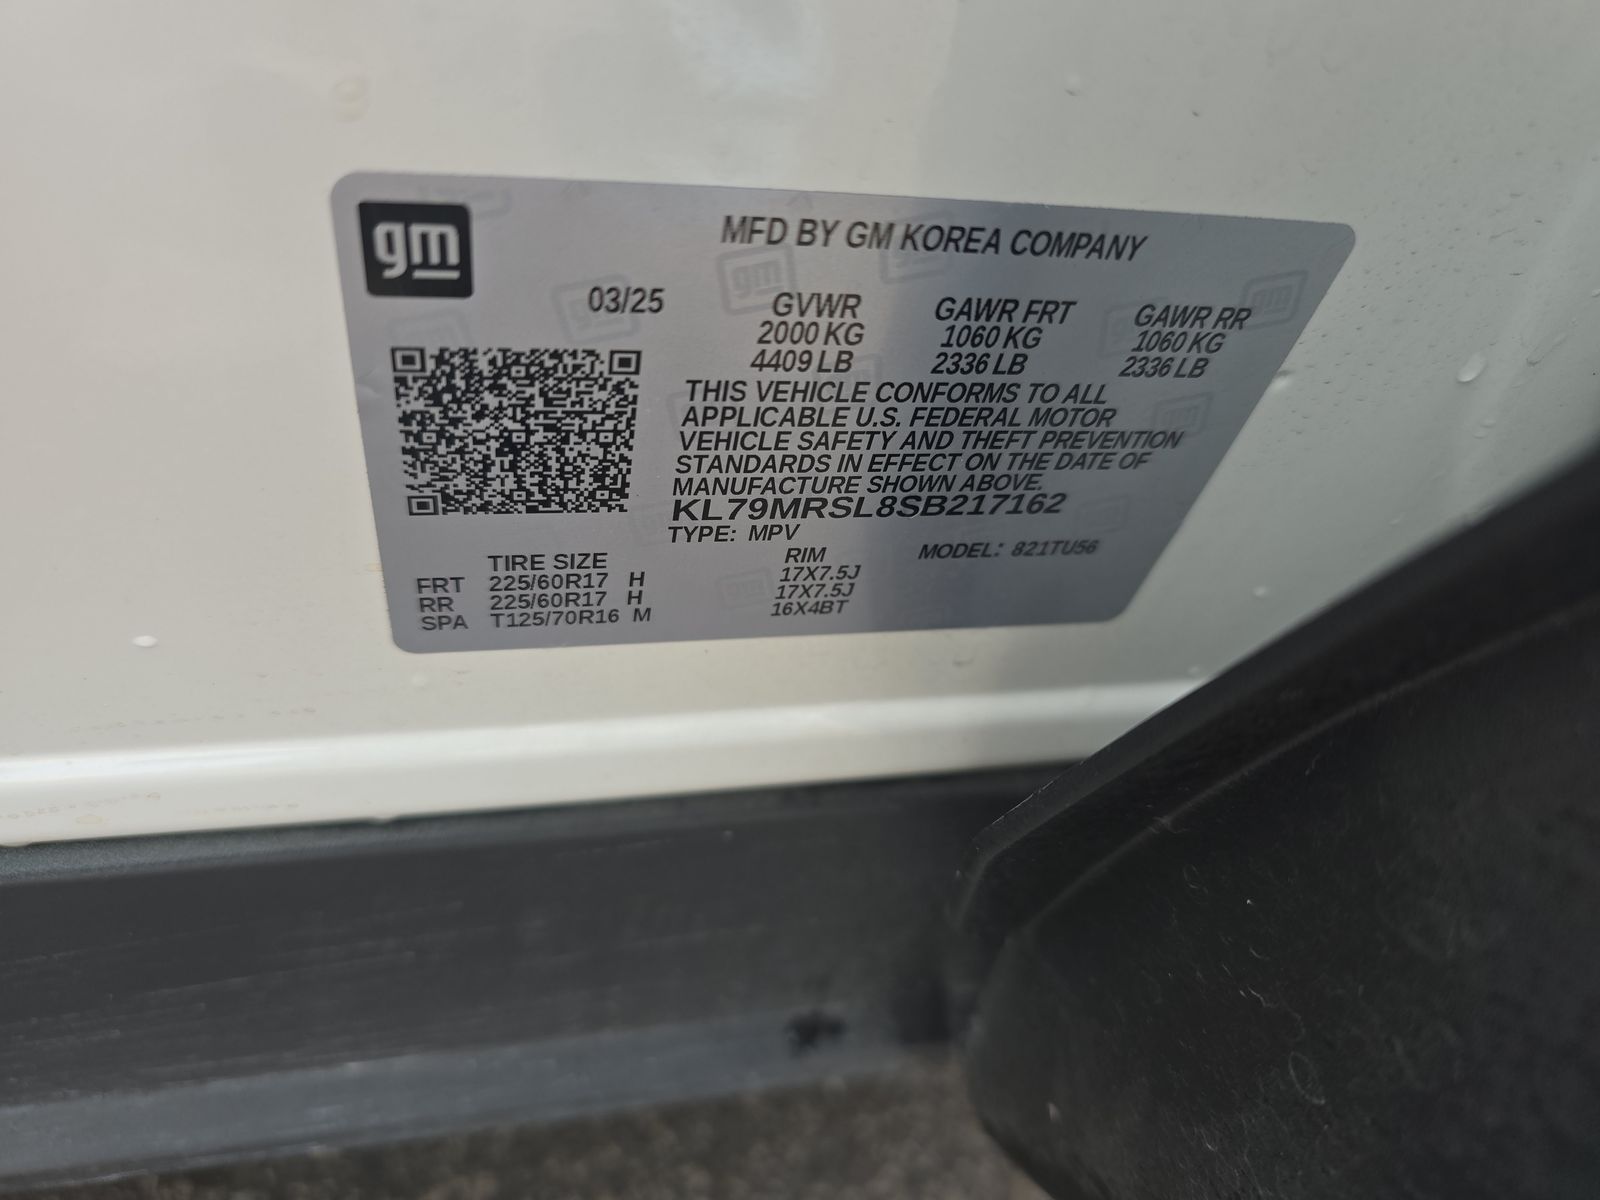 gm
MFD BY GM KOREA COMPANY
03/25
GVWR GAWR FRT GAWR RR
2000 KG 1060 KG 1060 KG
4409 LB 2336 LB 2336 LB
THIS VEHICLE CONFORMS TO ALL
APPLICABLE U.S. FEDERAL MOTOR
VEHICLE SAFETY AND THEFT PREVENTION
STANDARDS IN EFFECT ON THE DATE OF
MANUFACTURE SHOWN ABOVE.
KL79MRSL8SB217162
TYPE: MPV MODEL: 821TU56
TIRE SIZE RIM
FRT 225/60R17 H 17X7.5J
RR 225/60R17 H 17X7.5J
SPA T125/70R16 M 16X4BT